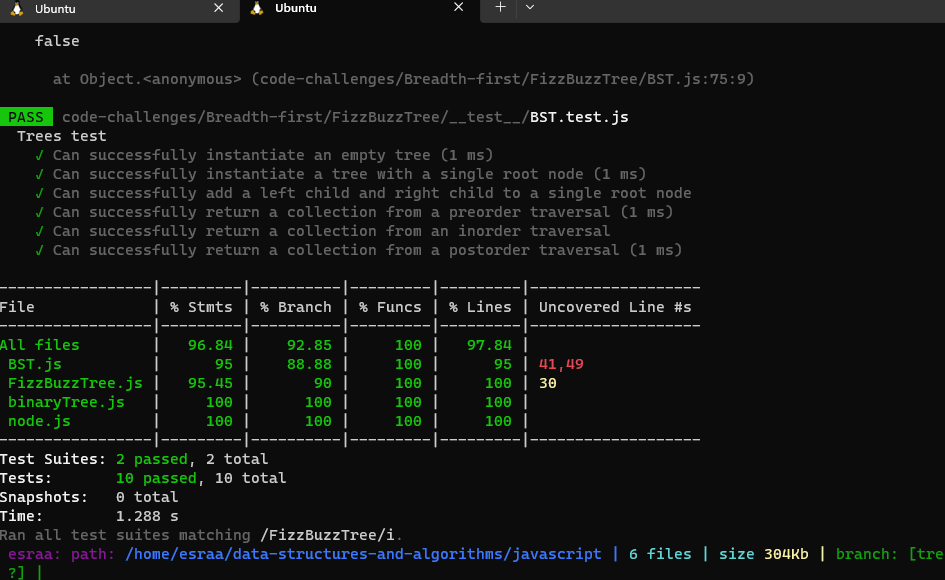 Ubuntu × Ubuntu × + ⌄
false
at Object.<anonymous> (code-challenges/Breadth-first/FizzBuzzTree/BST.js:75:9)
PASS code-challenges/Breadth-first/FizzBuzzTree/__test__/BST.test.js
Trees test
√ Can successfully instantiate an empty tree (1 ms)
√ Can successfully instantiate a tree with a single root node (1 ms)
√ Can successfully add a left child and right child to a single root node
√ Can successfully return a collection from a preorder traversal (1 ms)
√ Can successfully return a collection from an inorder traversal
√ Can successfully return a collection from a postorder traversal (1 ms)
-----------------|---------|----------|---------|---------|-------------------
File | % Stmts | % Branch | % Funcs | % Lines | Uncovered Line #s
-----------------|---------|----------|---------|---------|-------------------
All files | 96.84 | 92.85 | 100 | 97.84 |
BST.js | 95 | 88.88 | 100 | 95 | 41,49
FizzBuzzTree.js | 95.45 | 90 | 100 | 100 | 30
binaryTree.js | 100 | 100 | 100 | 100 |
node.js | 100 | 100 | 100 | 100 |
-----------------|---------|----------|---------|---------|-------------------
Test Suites: 2 passed, 2 total
Tests: 10 passed, 10 total
Snapshots: 0 total
Time: 1.288 s
Ran all test suites matching /FizzBuzzTree/i.
esraa: path: /home/esraa/data-structures-and-algorithms/javascript | 6 files | size 304Kb | branch: [tre
?] |